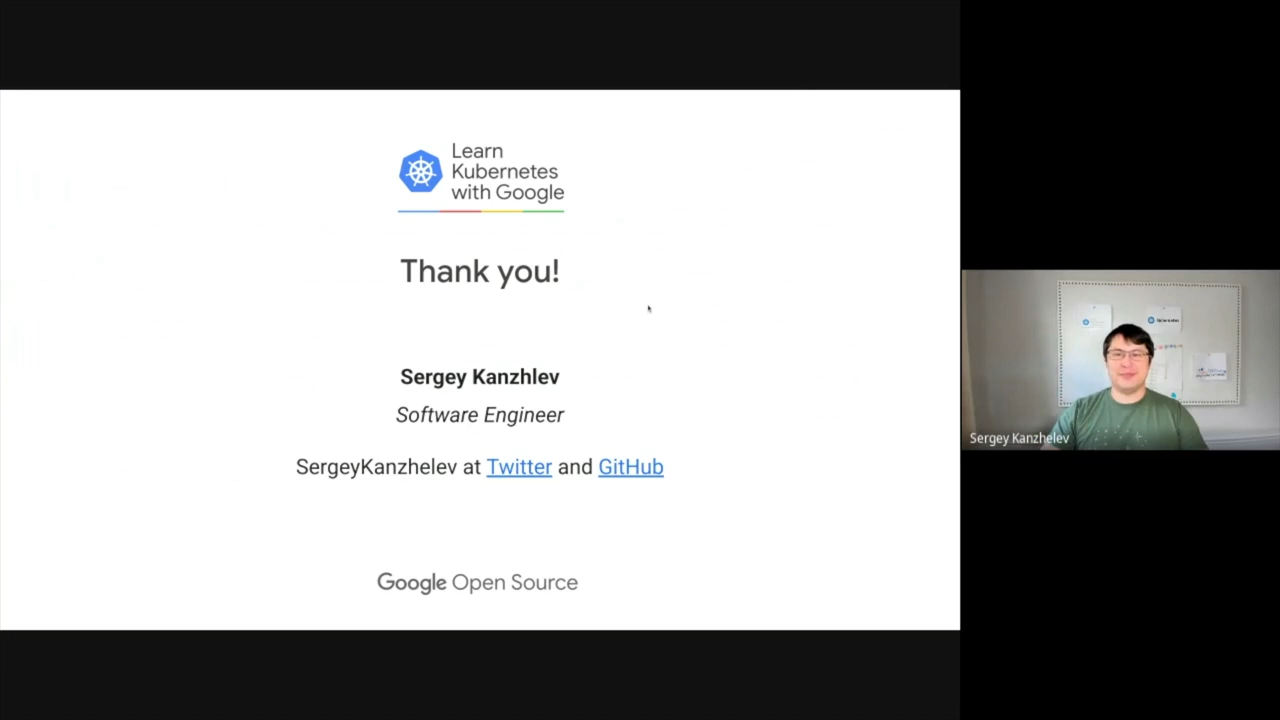 Learn
Kubernetes
with Google
Thank you!
Sergey Kanzhlev
Software Engineer
SergeyKanzhelev at Twitter and GitHub
Google Open Source
Sergey Kanzhelev